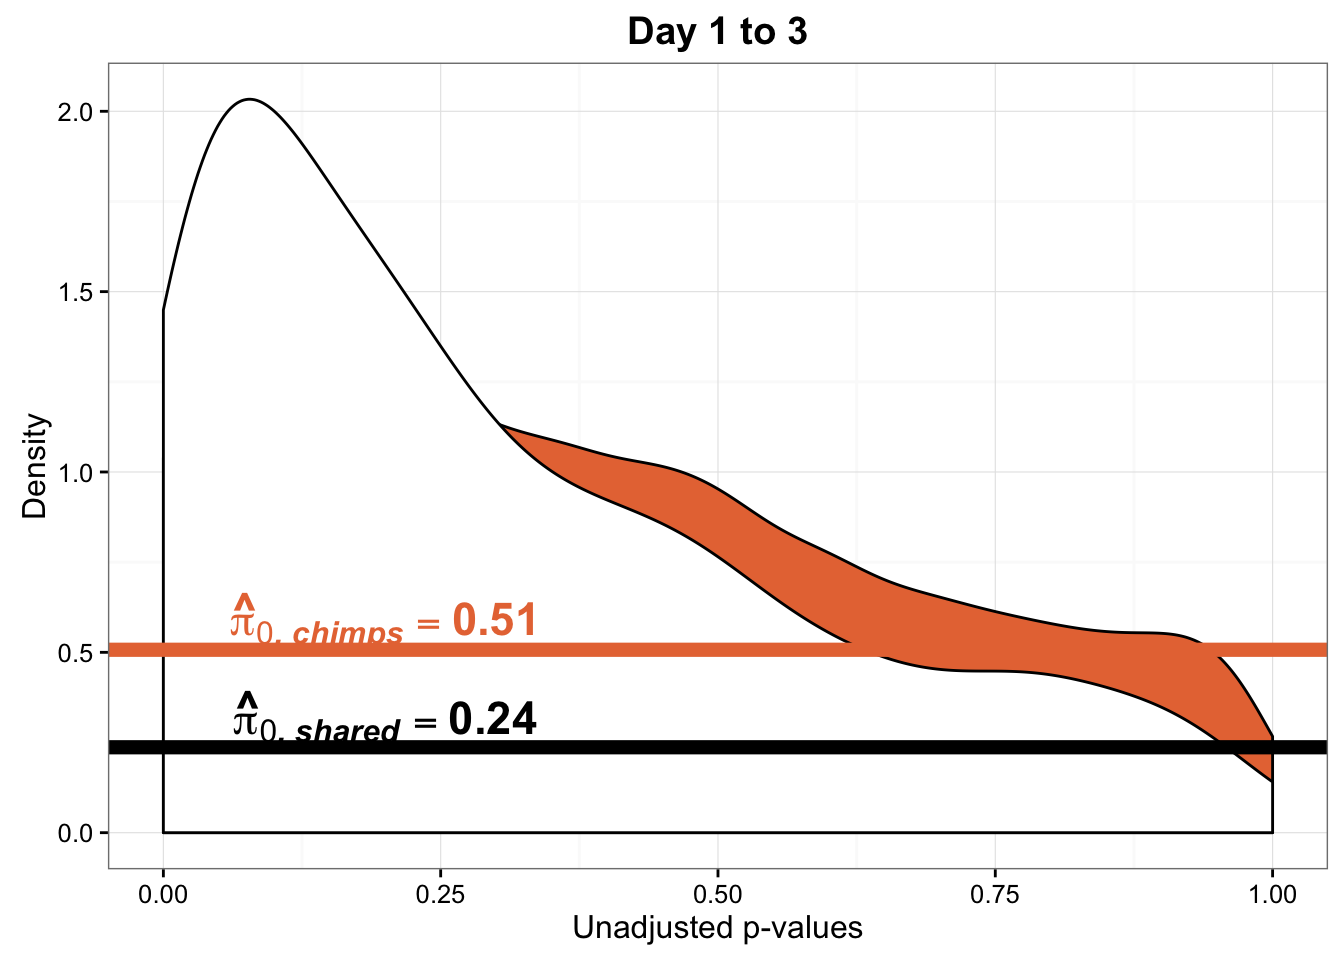 Day 1 to 3
2.0
1.5
1.0
0.5
0.0
Density
π̂0, chimps = 0.51
π̂0, shared = 0.24
0.00 0.25 0.50 0.75 1.00
Unadjusted p-values